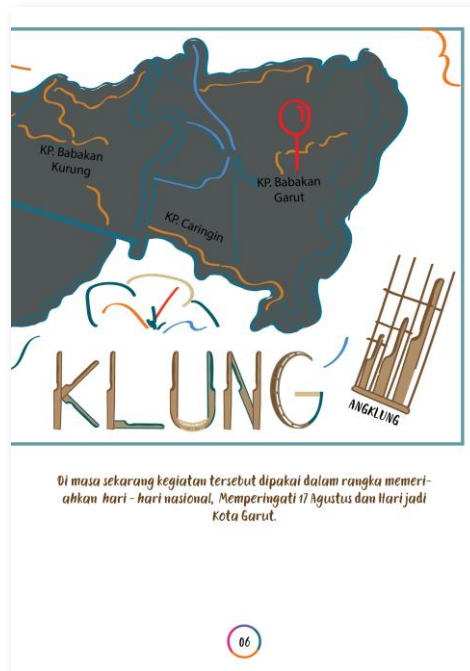 KP. Babakan
Kurung
KP. Babakan
Garut
KP. Caringin
KLUNG
ANGKLUNG
Di masa sekarang kegiatan tersebut dipakai dalam rangka memeri-
ahkan hari - hari nasional, Memperingati 17 Agustus dan Hari jadi
Kota Garut.
06